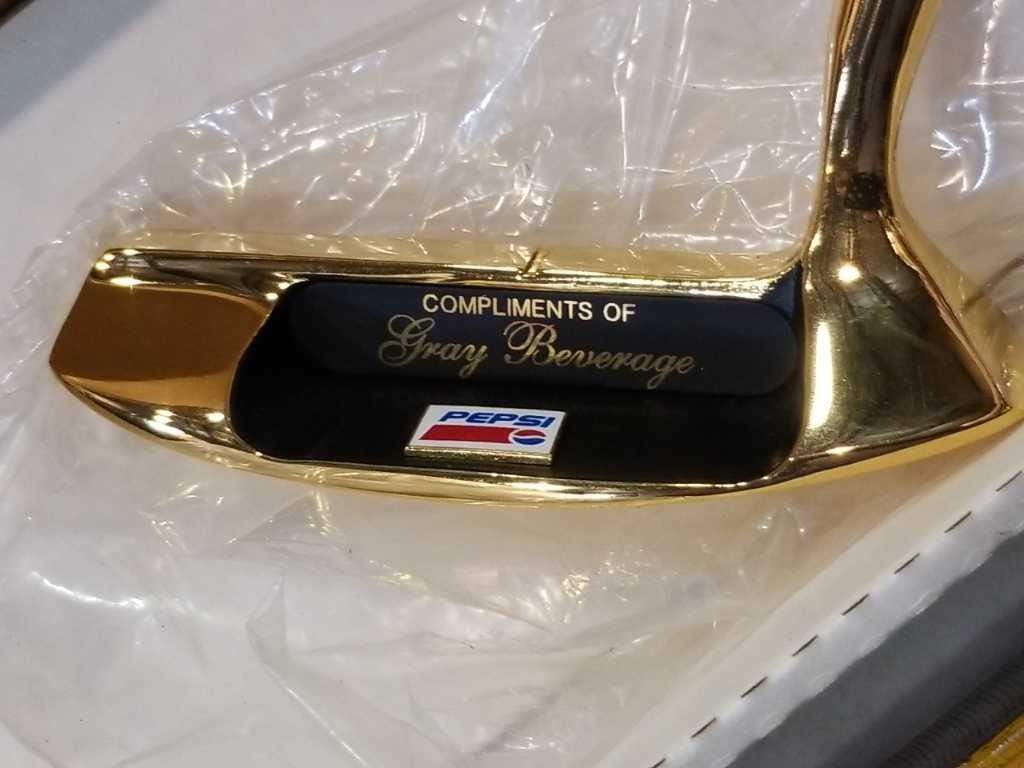 COMPLIMENTS OF
Gray Beverage
PEPSI